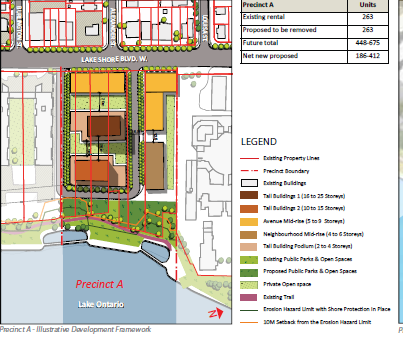 Precinct A Units
Existing rental 263
Proposed to be removed 263
Future total 448-675
Net new proposed 186-412
LAKE SHORE BLVD. W.
LEGEND
Existing Property Lines
Precinct Boundary
Existing Buildings
Tall Buildings 1 (16 to 25 Storeys)
Tall Buildings 2 (10 to 15 Storeys)
Avenue Mid-rise (5 to 9 Storeys)
Neighbourhood Mid-rise (4 to 6 Storeys)
Tall Building Podium (2 to 4 Storeys)
Existing Public Parks & Open Spaces
Proposed Public Parks & Open Spaces
Private Open space
Existing Trail
Erosion Hazard Limit with Shore Protection in Place
10M Setback from the Erosion Hazard Limit
Precinct A
Lake Ontario
N
Precinct A - Illustrative Development Framework